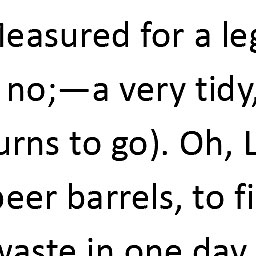 Measured for a leg
no;—a very tidy,
urns to go). Oh, L
beer barrels, to fi
waste in one day